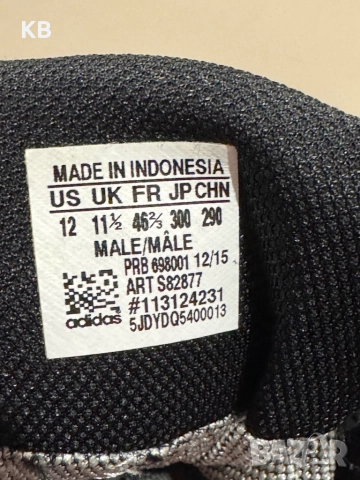 KB
MADE IN INDONESIA
US UK FR JP CHN
12 11½ 46⅔ 300 290
MALE/MÂLE
PRB 698001 12/15
ART S82877
#113124231
adidas 5JDYDQ5400013